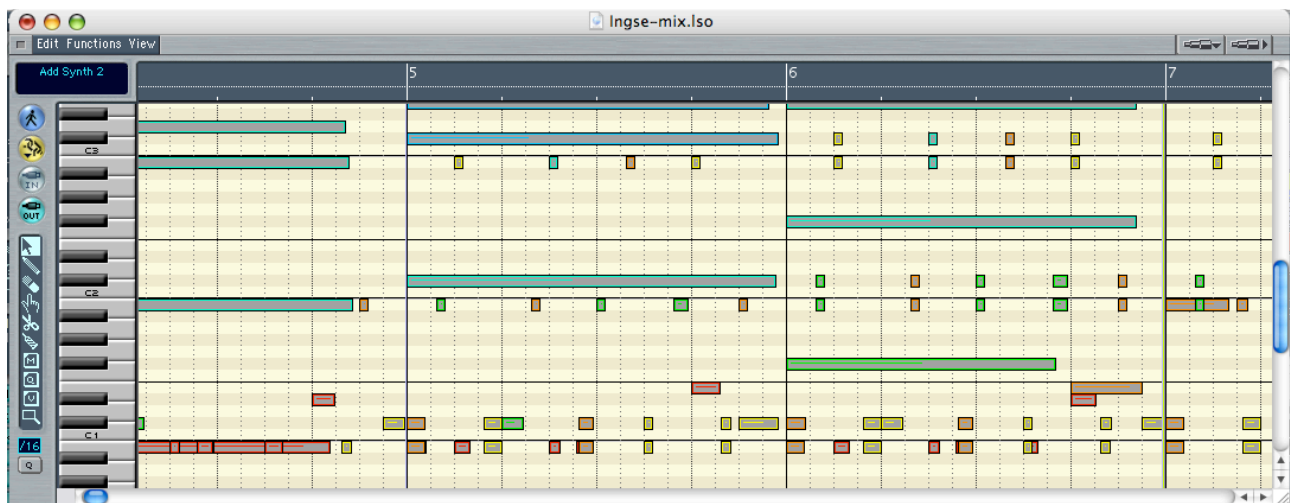 Ingse-mix.lso
Edit Functions View
Add Synth 2
5
6
7
C3
IN
OUT
C2
M
Q
V
C1
/16
Q